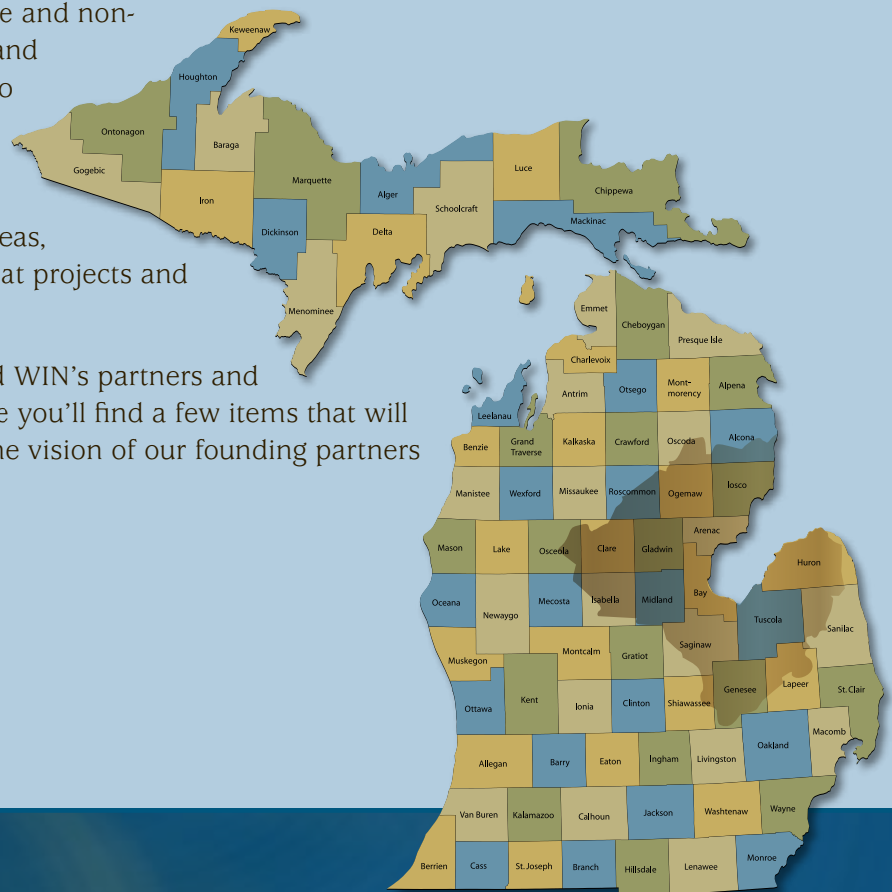 e and non-
and
o
eas,
at projects and
d WIN's partners and
e you'll find a few items that will
he vision of our founding partners
Keweenaw
Houghton
Ontonagon
Baraga
Gogebic
Marquette
Iron
Alger
Luce
Chippewa
Schoolcraft
Mackinac
Dickinson
Delta
Menominee
Emmet
Cheboygan
Presque Isle
Charlevoix
Antrim
Otsego
Mont-
morency
Alpena
Leelanau
Benzie
Grand
Traverse
Kalkaska
Crawford
Oscoda
Alcona
Manistee
Wexford
Missaukee
Roscommon
Ogemaw
Iosco
Arenac
Mason
Lake
Osceola
Clare
Gladwin
Huron
Oceana
Newaygo
Mecosta
Isabella
Midland
Bay
Tuscola
Sanilac
Saginaw
Muskegon
Montcalm
Gratiot
Kent
Ottawa
Ionia
Clinton
Shiawassee
Genesee
Lapeer
St. Clair
Macomb
Allegan
Barry
Eaton
Ingham
Livingston
Oakland
Van Buren
Kalamazoo
Calhoun
Jackson
Washtenaw
Wayne
Berrien
Cass
St. Joseph
Branch
Hillsdale
Lenawee
Monroe